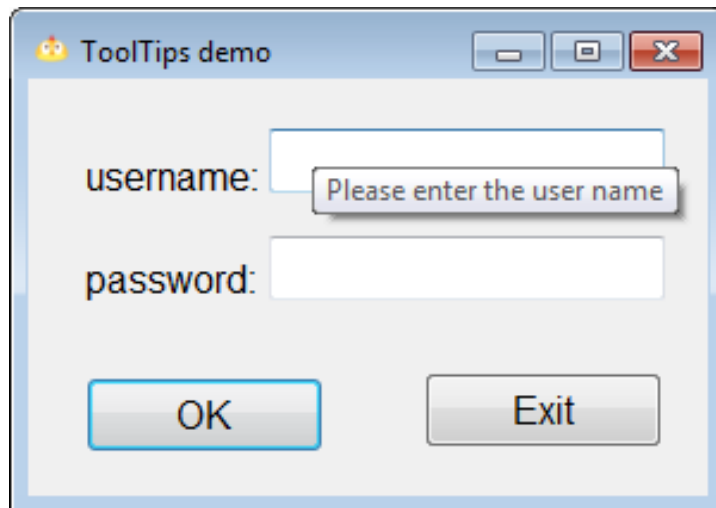 ToolTips demo
username:
Please enter the user name
password:
OK
Exit